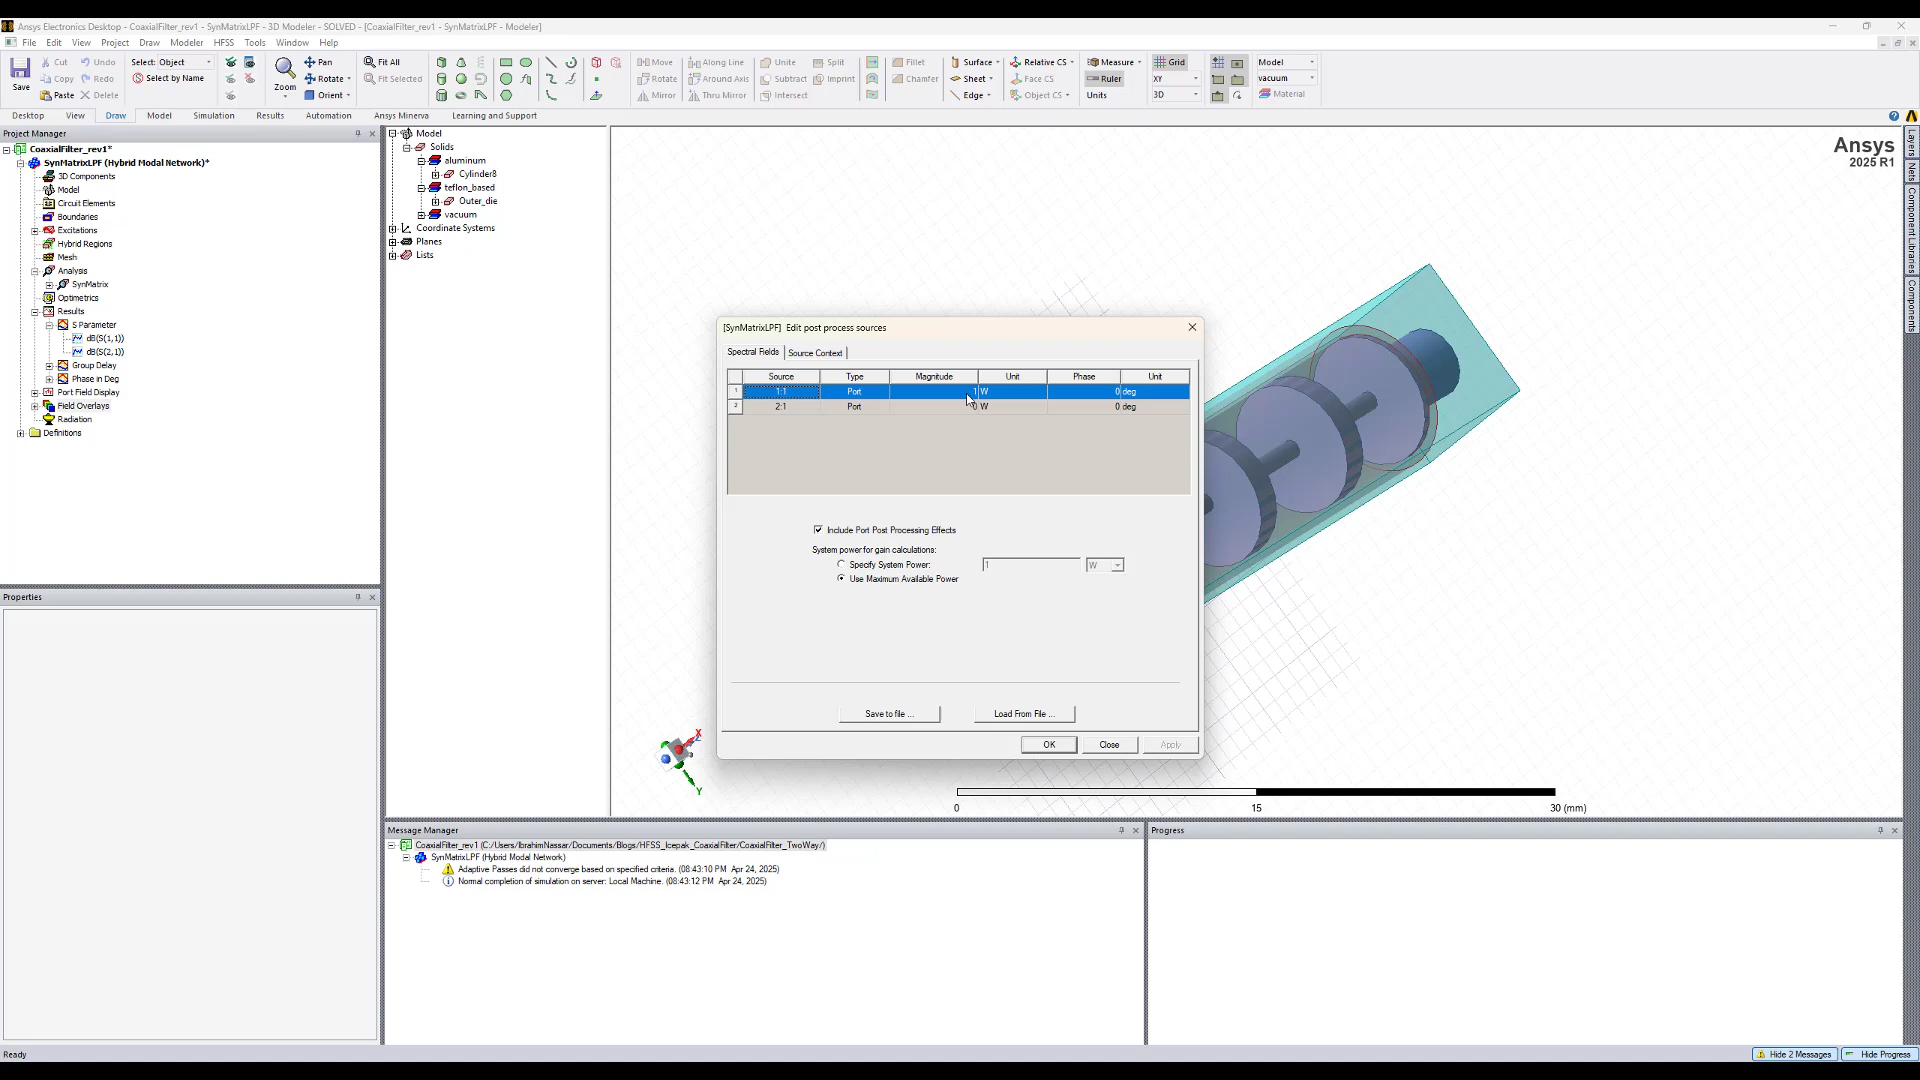 Ansys Electronics Desktop - CoaxialFilter_rev1 - SynMatrixLPF - 3D Modeler - SOLVED - [CoaxialFilter_rev1 - SynMatrixLPF - Modeler]
File Edit View Project Draw Modeler HFSS Tools Window Help
Save
Cut Undo
Copy Redo
Paste Delete
Select: Object
Select by Name
Zoom
Pan
Rotate
Orient
Fit All
Fit Selected
Move Along Line
Rotate Around Axis
Mirror Thru Mirror
Unite Split
Subtract Imprint
Intersect
Fillet
Chamfer
Surface
Sheet
Edge
Relative CS
Face CS
Object CS
Measure
Ruler
Units
Grid
XY
3D
Model
vacuum
Material
Desktop View Draw Model Simulation Results Automation Ansys Minerva Learning and Support
Project Manager
CoaxialFilter_rev1*
SynMatrixLPF (Hybrid Modal Network)*
3D Components
Model
Circuit Elements
Boundaries
Excitations
Hybrid Regions
Mesh
Analysis
SynMatrix
Optimetrics
Results
S Parameter
dB(S(1,1))
dB(S(2,1))
Group Delay
Phase in Deg
Port Field Display
Field Overlays
Radiation
Definitions
Properties
Model
Solids
aluminum
Cylinder8
teflon_based
Outer_die
vacuum
Coordinate Systems
Planes
Lists
Ansys
2025 R1
Layers
Nets
Component Libraries
Components
[SynMatrixLPF] Edit post process sources
Spectral Fields Source Context
Source Type Magnitude Unit Phase Unit
1 1:1 Port 1 W 0 deg
2 2:1 Port 0 W 0 deg
Include Port Post Processing Effects
System power for gain calculations:
Specify System Power: 1 W
Use Maximum Available Power
Save to file ... Load From File ...
OK Close Apply
X
Y
0 15 30 (mm)
Message Manager
CoaxialFilter_rev1 (C:/Users/IbrahimNassar/Documents/Blogs/HFSS_Icepak_CoaxialFilter/CoaxialFilter_TwoWay/)
SynMatrixLPF (Hybrid Modal Network)
Adaptive Passes did not converge based on specified criteria. (08:43:10 PM Apr 24, 2025)
Normal completion of simulation on server: Local Machine. (08:43:12 PM Apr 24, 2025)
Progress
Ready
Hide 2 Messages Hide Progress